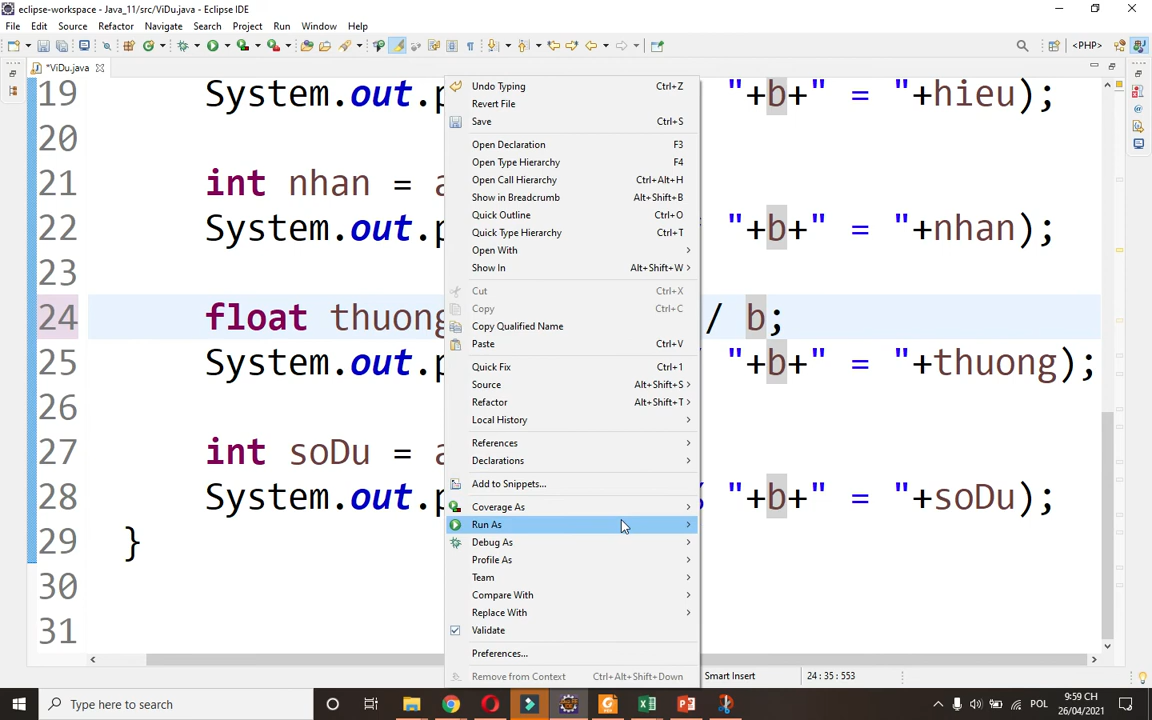 eclipse-workspace - Java_11/src/ViDu.java - Eclipse IDE
File Edit Source Refactor Navigate Search Project Run Window Help
<PHP>
*ViDu.java
19 System.out.p "+b+" = "+hieu);
20
21 int nhan = a
22 System.out.p "+b+" = "+nhan);
23
24 float thuong / b;
25 System.out.p "+b+" = "+thuong);
26
27 int soDu = a
28 System.out.p "+b+" = "+soDu);
29 }
30
31
Undo Typing Ctrl+Z
Revert File
Save Ctrl+S
Open Declaration F3
Open Type Hierarchy F4
Open Call Hierarchy Ctrl+Alt+H
Show in Breadcrumb Alt+Shift+B
Quick Outline Ctrl+O
Quick Type Hierarchy Ctrl+T
Open With
Show In Alt+Shift+W
Cut Ctrl+X
Copy Ctrl+C
Copy Qualified Name
Paste Ctrl+V
Quick Fix Ctrl+1
Source Alt+Shift+S
Refactor Alt+Shift+T
Local History
References
Declarations
Add to Snippets...
Coverage As
Run As
Debug As
Profile As
Team
Compare With
Replace With
Validate
Preferences...
Remove from Context Ctrl+Alt+Shift+Down
Smart Insert 24 : 35 : 553
Type here to search
POL
9:59 CH
26/04/2021